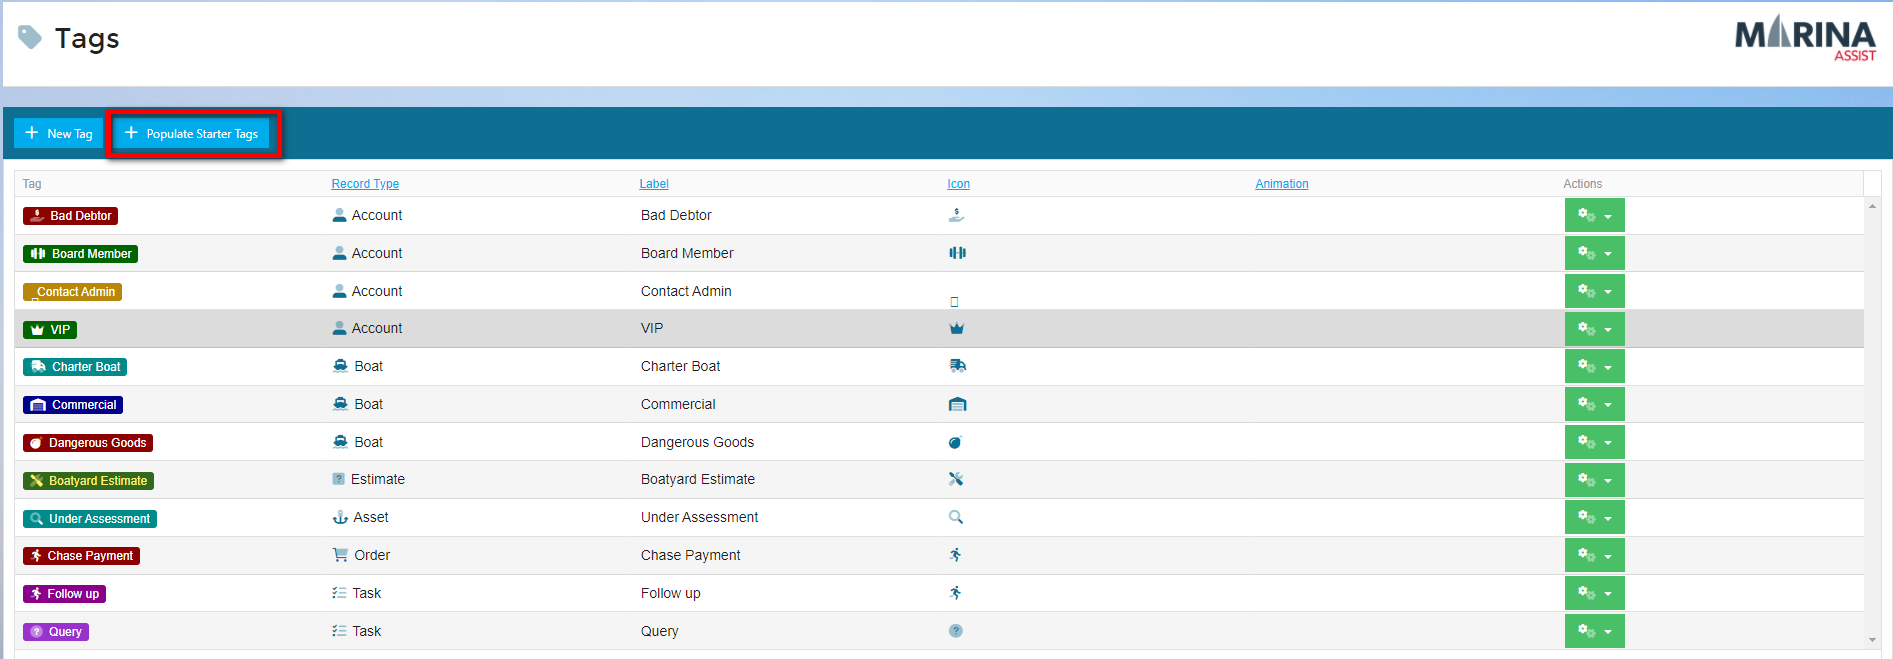 Tags
MARINA
ASSIST
New Tag Populate Starter Tags
Tag Record Type Label Icon Animation Actions
Bad Debtor Account Bad Debtor
Board Member Account Board Member
Contact Admin Account Contact Admin
VIP Account VIP
Charter Boat Boat Charter Boat
Commercial Boat Commercial
Dangerous Goods Boat Dangerous Goods
Boatyard Estimate Estimate Boatyard Estimate
Under Assessment Asset Under Assessment
Chase Payment Order Chase Payment
Follow up Task Follow up
Query Task Query